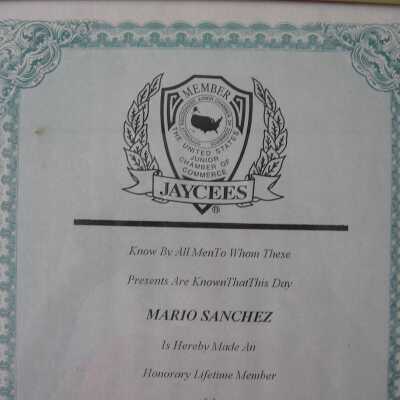 MEMBER
THE UNITED STATES
JUNIOR
CHAMBER OF
COMMERCE
JAYCEES
®
Know By All MenTo Whom These
Presents Are KnownThatThis Day
MARIO SANCHEZ
Is Hereby Made An
Honorary Lifetime Member